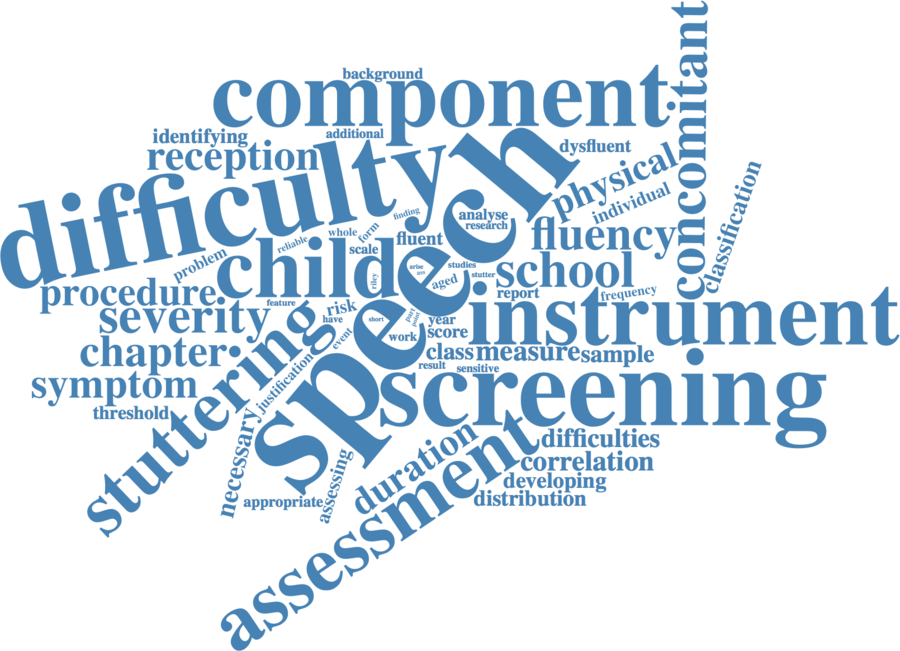 concomitant
background
component
identifying
additional
reception
dysfluent
difficulty
speech
physical
individual
classification
finding
analyse
research
form
whole
reliable
scale
fluent
fluency
problem
child
riley
arise
studies
stutter
aged
school
procedure
report
frequency
feature
risk
have
short
event
part
point
year
instrument
severity
work
score
chapter
class
measure
sample
result
sensitive
symptom
stuttering
justification
screening
threshold
necessary
assessing
appropriate
duration
assessment
difficulties
correlation
developing
distribution